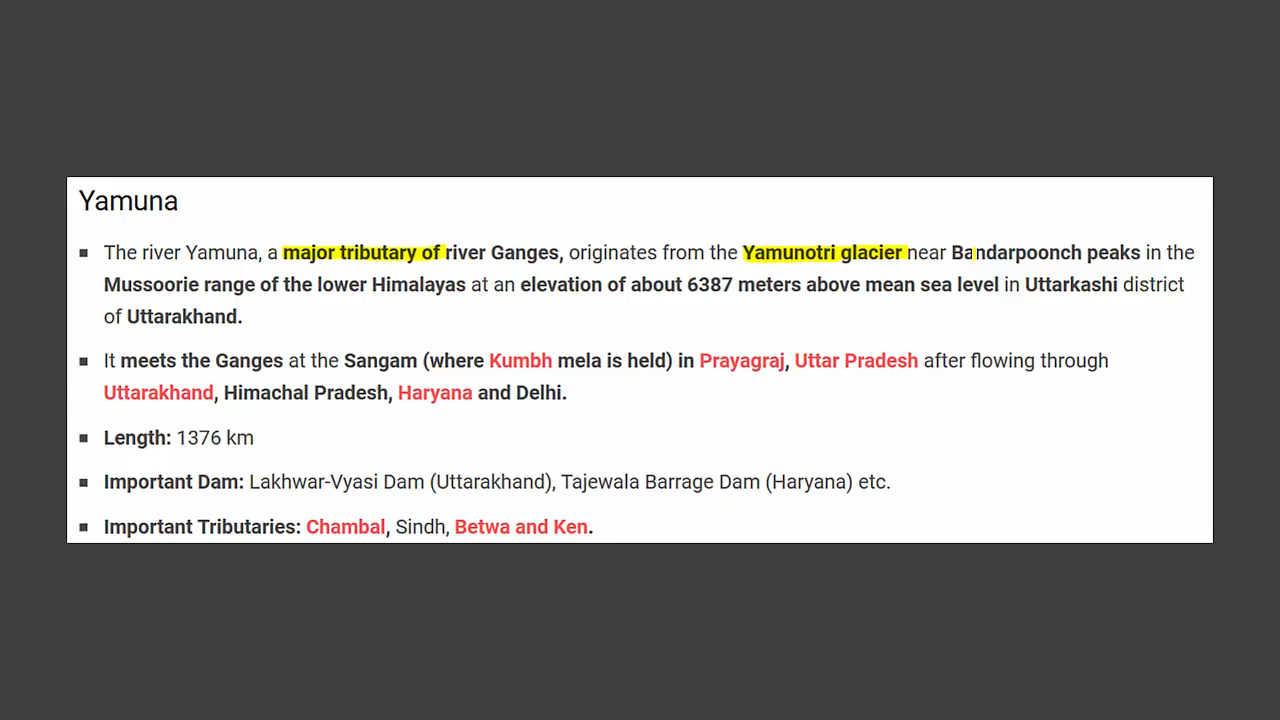 Yamuna
▪ The river Yamuna, a major tributary of river Ganges, originates from the Yamunotri glacier near Bandarpoonch peaks in the
Mussoorie range of the lower Himalayas at an elevation of about 6387 meters above mean sea level in Uttarkashi district
of Uttarakhand.
▪ It meets the Ganges at the Sangam (where Kumbh mela is held) in Prayagraj, Uttar Pradesh after flowing through
Uttarakhand, Himachal Pradesh, Haryana and Delhi.
▪ Length: 1376 km
▪ Important Dam: Lakhwar-Vyasi Dam (Uttarakhand), Tajewala Barrage Dam (Haryana) etc.
▪ Important Tributaries: Chambal, Sindh, Betwa and Ken.